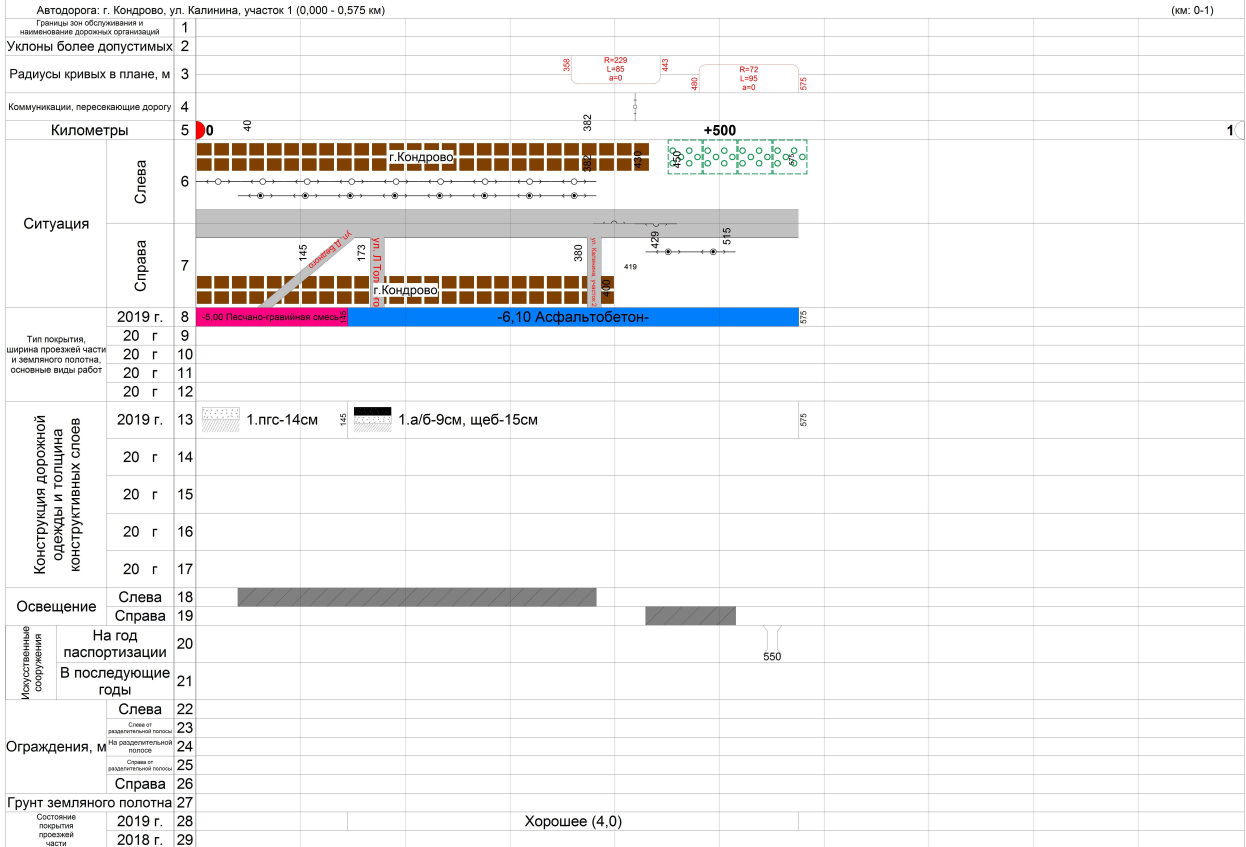 Автодорога: г. Кондрово, ул. Калинина, участок 1 (0,000 - 0,575 км)
(км: 0-1)
Границы зон обслуживания и
наименование дорожных организаций
1
Уклоны более допустимых 2
Радиусы кривых в плане, м 3
358
R=229
L=85
a=0
443
480
R=72
L=95
a=0
575
Коммуникации, пересекающие дорогу 4
Километры 5
0
40
382
+500
1
Ситуация
Слева
6
г.Кондрово
382
430
450
575
Справа
7
145
ул. Д.Бедного
173
380
ул. Калинина участок 2
400
419
429
515
г.Кондрово
Тип покрытия,
ширина проезжей части
и земляного полотна,
основные виды работ
2019 г. 8
-5,00 Песчано-гравийная смесь-
145
-6,10 Асфальтобетон-
575
20 г 9
20 г 10
20 г 11
20 г 12
Конструкция дорожной
одежды и толщина
конструктивных слоев
2019 г. 13
1.пгс-14см
145
1.а/б-9см, щеб-15см
575
20 г 14
20 г 15
20 г 16
20 г 17
Освещение
Слева 18
Справа 19
Искусственные
сооружения
На год
паспортизации
20
550
В последующие
годы
21
Ограждения, м
Слева 22
Слева от
разделительной полосы
23
На разделительной
полосе
24
Справа от
разделительной полосы
25
Справа 26
Грунт земляного полотна 27
Состояние
покрытия
проезжей
части
2019 г. 28
Хорошее (4,0)
2018 г. 29